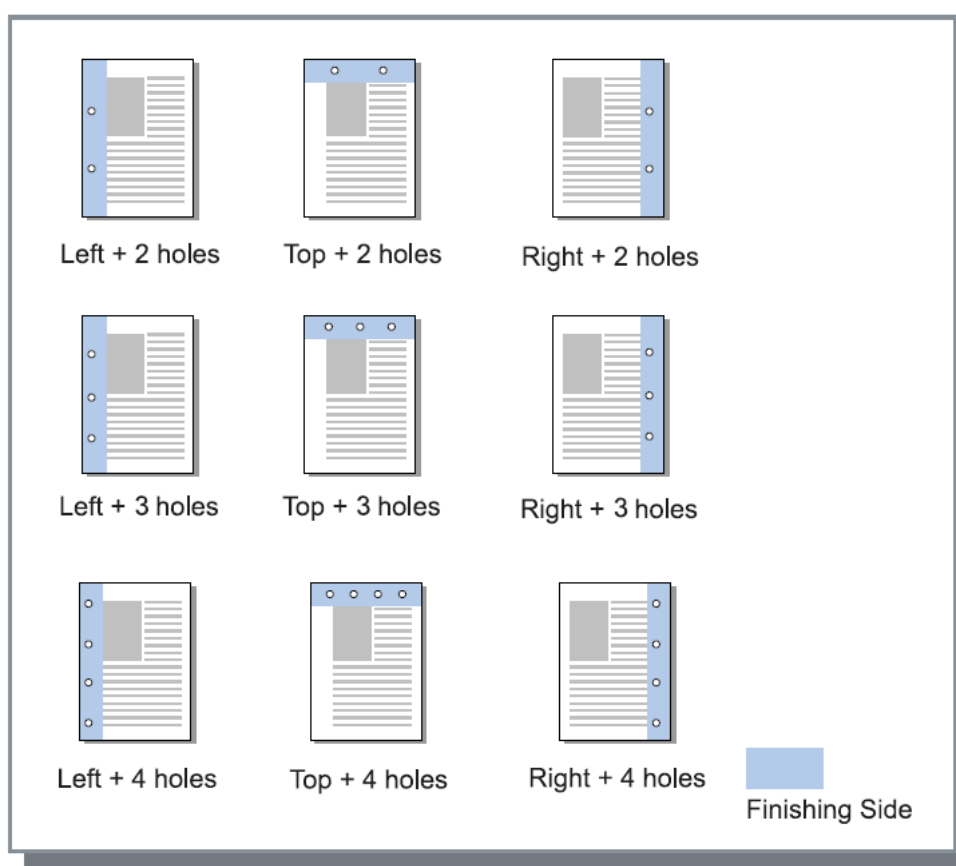 Left + 2 holes
Top + 2 holes
Right + 2 holes
Left + 3 holes
Top + 3 holes
Right + 3 holes
Left + 4 holes
Top + 4 holes
Right + 4 holes
Finishing Side